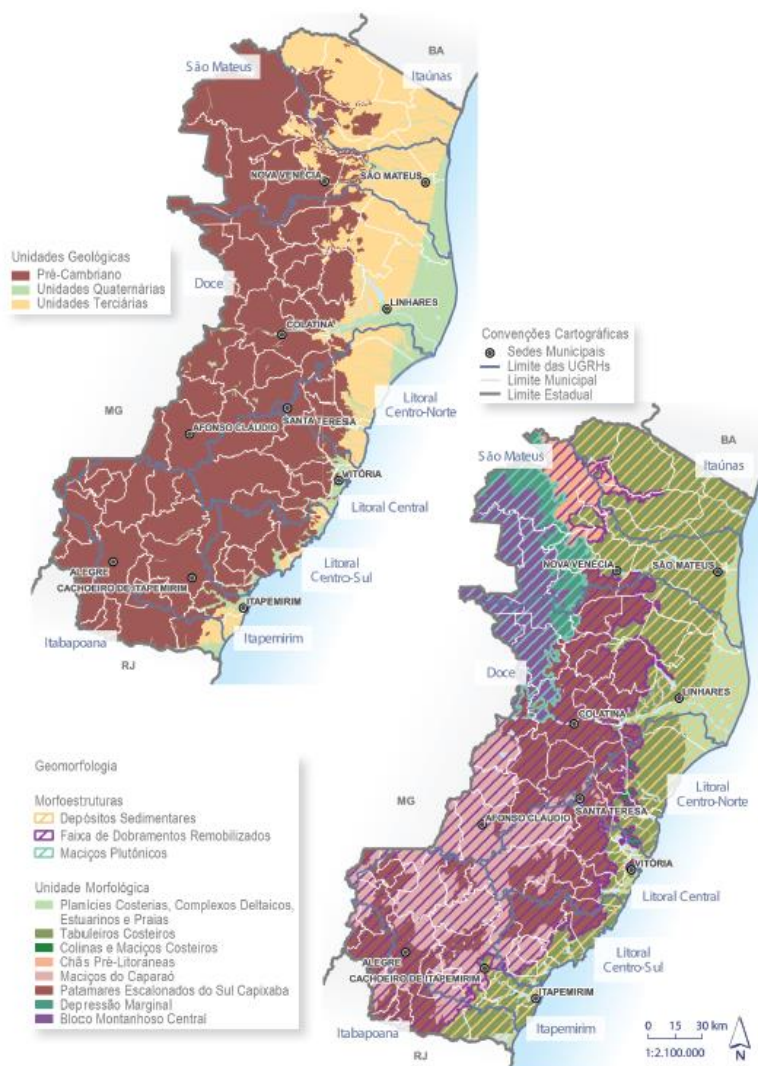 BA
São Mateus
Itaúnas
NOVA VENÉCIA
SÃO MATEUS
Unidades Geológicas
Pré-Cambriano
Unidades Quaternárias
Unidades Terciárias
Doce
LINHARES
COLATINA
Convenções Cartográficas
Sedes Municipais
Limite das UGRHs
Limite Municipal
Limite Estadual
Litoral
Centro-Norte
MG
SANTA TERESA
AFONSO CLÁUDIO
VITÓRIA
Litoral Central
Litoral
Centro-Sul
ALEGRE
CACHOEIRO DE ITAPEMIRIM
ITAPEMIRIM
Itabapoana
Itapemirim
RJ
BA
São Mateus
Itaúnas
NOVA VENÉCIA
SÃO MATEUS
Doce
LINHARES
COLATINA
Geomorfologia
Morfoestruturas
Depósitos Sedimentares
Faixa de Dobramentos Remobilizados
Maciços Plutônicos
Unidade Morfológica
Planícies Costerias, Complexos Deltaicos,
Estuarinos e Praias
Tabuleiros Costeiros
Colinas e Maciços Costeiros
Chãs Pré-Litorâneas
Maciços do Caparaó
Patamares Escalonados do Sul Capixaba
Depressão Marginal
Bloco Montanhoso Central
Litoral
Centro-Norte
MG
SANTA TERESA
AFONSO CLÁUDIO
VITÓRIA
Litoral Central
Litoral
Centro-Sul
ALEGRE
CACHOEIRO DE ITAPEMIRIM
ITAPEMIRIM
Itabapoana
Itapemirim
RJ
0 15 30 km
1:2.100.000
N